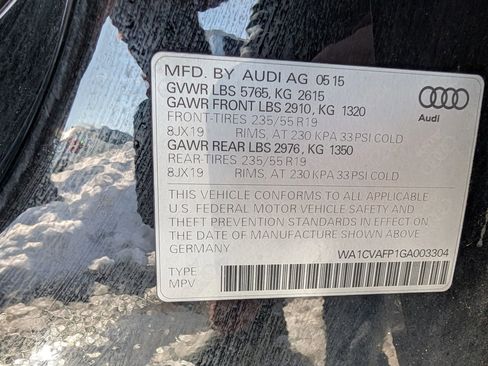 MFD. BY AUDI AG 05 15
GVWR LBS 5765, KG 2615
GAWR FRONT LBS 2910, KG 1320
FRONT-TIRES 235/55 R19
8JX19 RIMS, AT 230 KPA 33 PSI COLD
GAWR REAR LBS 2976, KG 1350
REAR-TIRES 235/55 R19
8JX19 RIMS, AT 230 KPA 33 PSI COLD
THIS VEHICLE CONFORMS TO ALL APPLICABLE
U.S. FEDERAL MOTOR VEHICLE SAFETY AND
THEFT PREVENTION STANDARDS IN EFFECT ON
THE DATE OF MANUFACTURE SHOWN ABOVE
GERMANY
WA1CVAFP1GA003304
TYPE
MPV
Audi